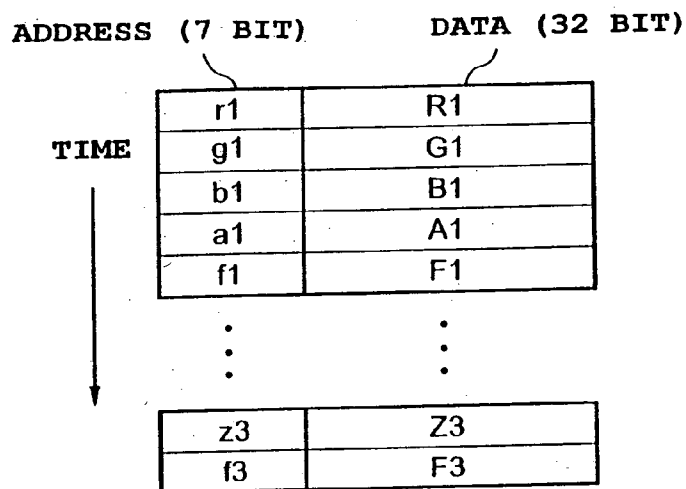 ADDRESS (7 BIT) DATA (32 BIT)
r1 R1
TIME g1 G1
b1 B1
a1 A1
f1 F1
z3 Z3
f3 F3